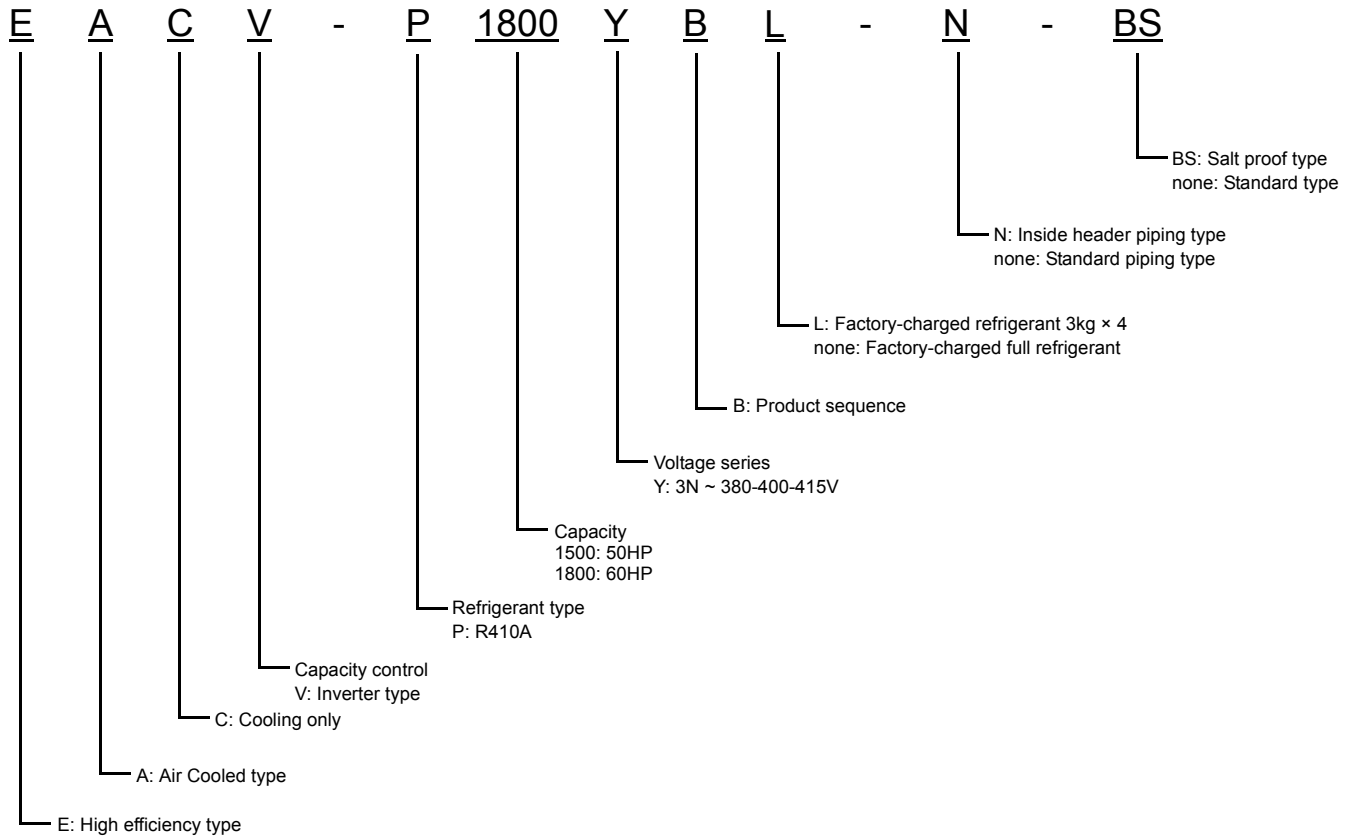 E A C V - P 1800 Y B L - N - BS
BS: Salt proof type
none: Standard type
N: Inside header piping type
none: Standard piping type
L: Factory-charged refrigerant 3kg × 4
none: Factory-charged full refrigerant
B: Product sequence
Voltage series
Y: 3N ~ 380-400-415V
Capacity
1500: 50HP
1800: 60HP
Refrigerant type
P: R410A
Capacity control
V: Inverter type
C: Cooling only
A: Air Cooled type
E: High efficiency type